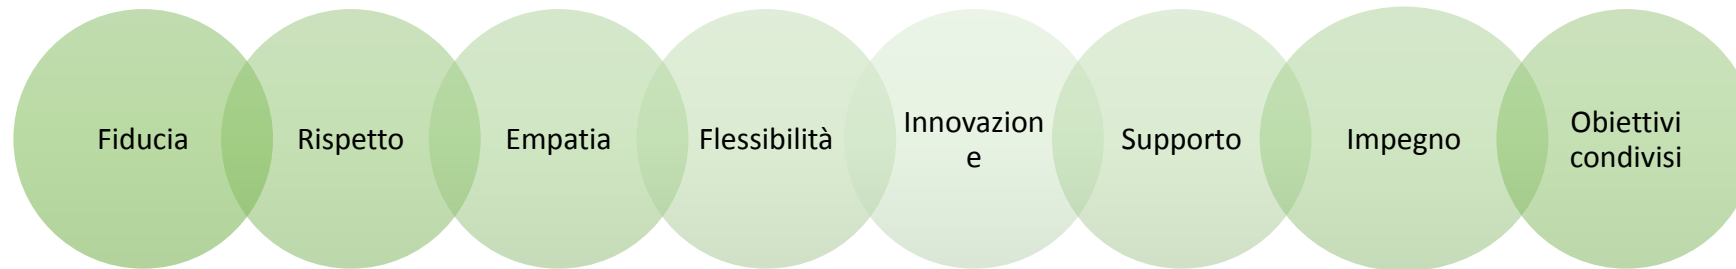 Fiducia
Rispetto
Empatia
Flessibilità
Innovazion
e
Supporto
Impegno
Obiettivi
condivisi